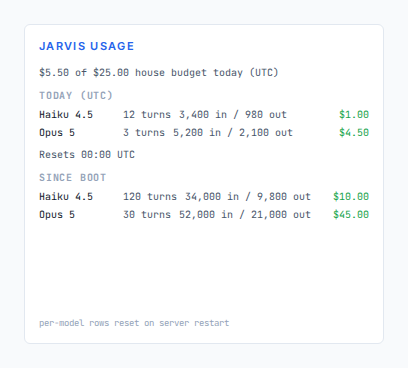 JARVIS USAGE
$5.50 of $25.00 house budget today (UTC)
TODAY (UTC)
Haiku 4.5 12 turns 3,400 in / 980 out $1.00
Opus 5 3 turns 5,200 in / 2,100 out $4.50
Resets 00:00 UTC
SINCE BOOT
Haiku 4.5 120 turns 34,000 in / 9,800 out $10.00
Opus 5 30 turns 52,000 in / 21,000 out $45.00
per-model rows reset on server restart